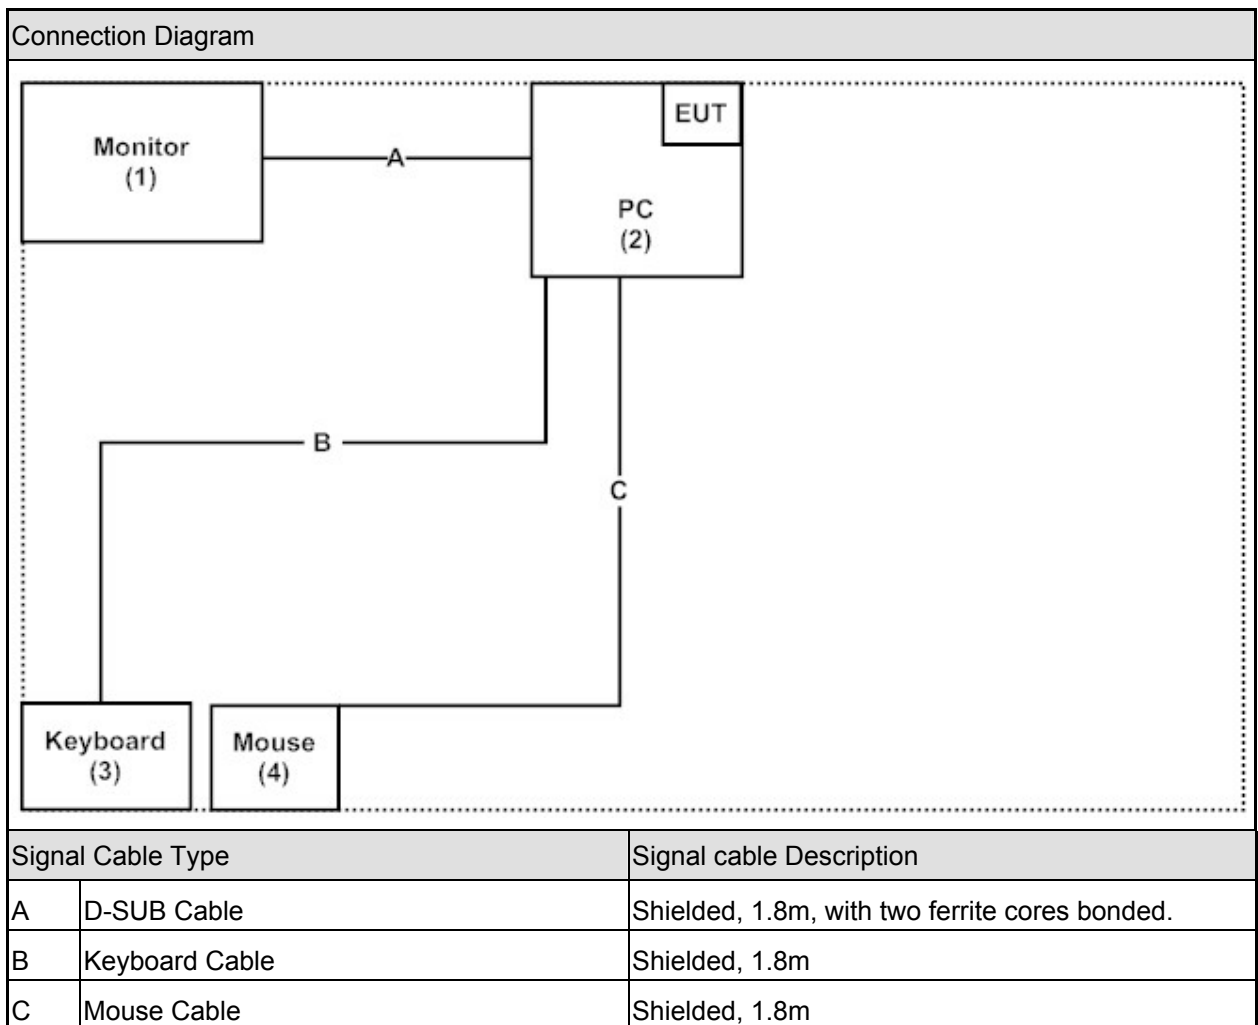 Connection Diagram
Monitor
(1)
A
EUT
PC
(2)
B
C
Keyboard
(3)
Mouse
(4)
Signal Cable Type Signal cable Description
A D-SUB Cable Shielded, 1.8m, with two ferrite cores bonded.
B Keyboard Cable Shielded, 1.8m
C Mouse Cable Shielded, 1.8m